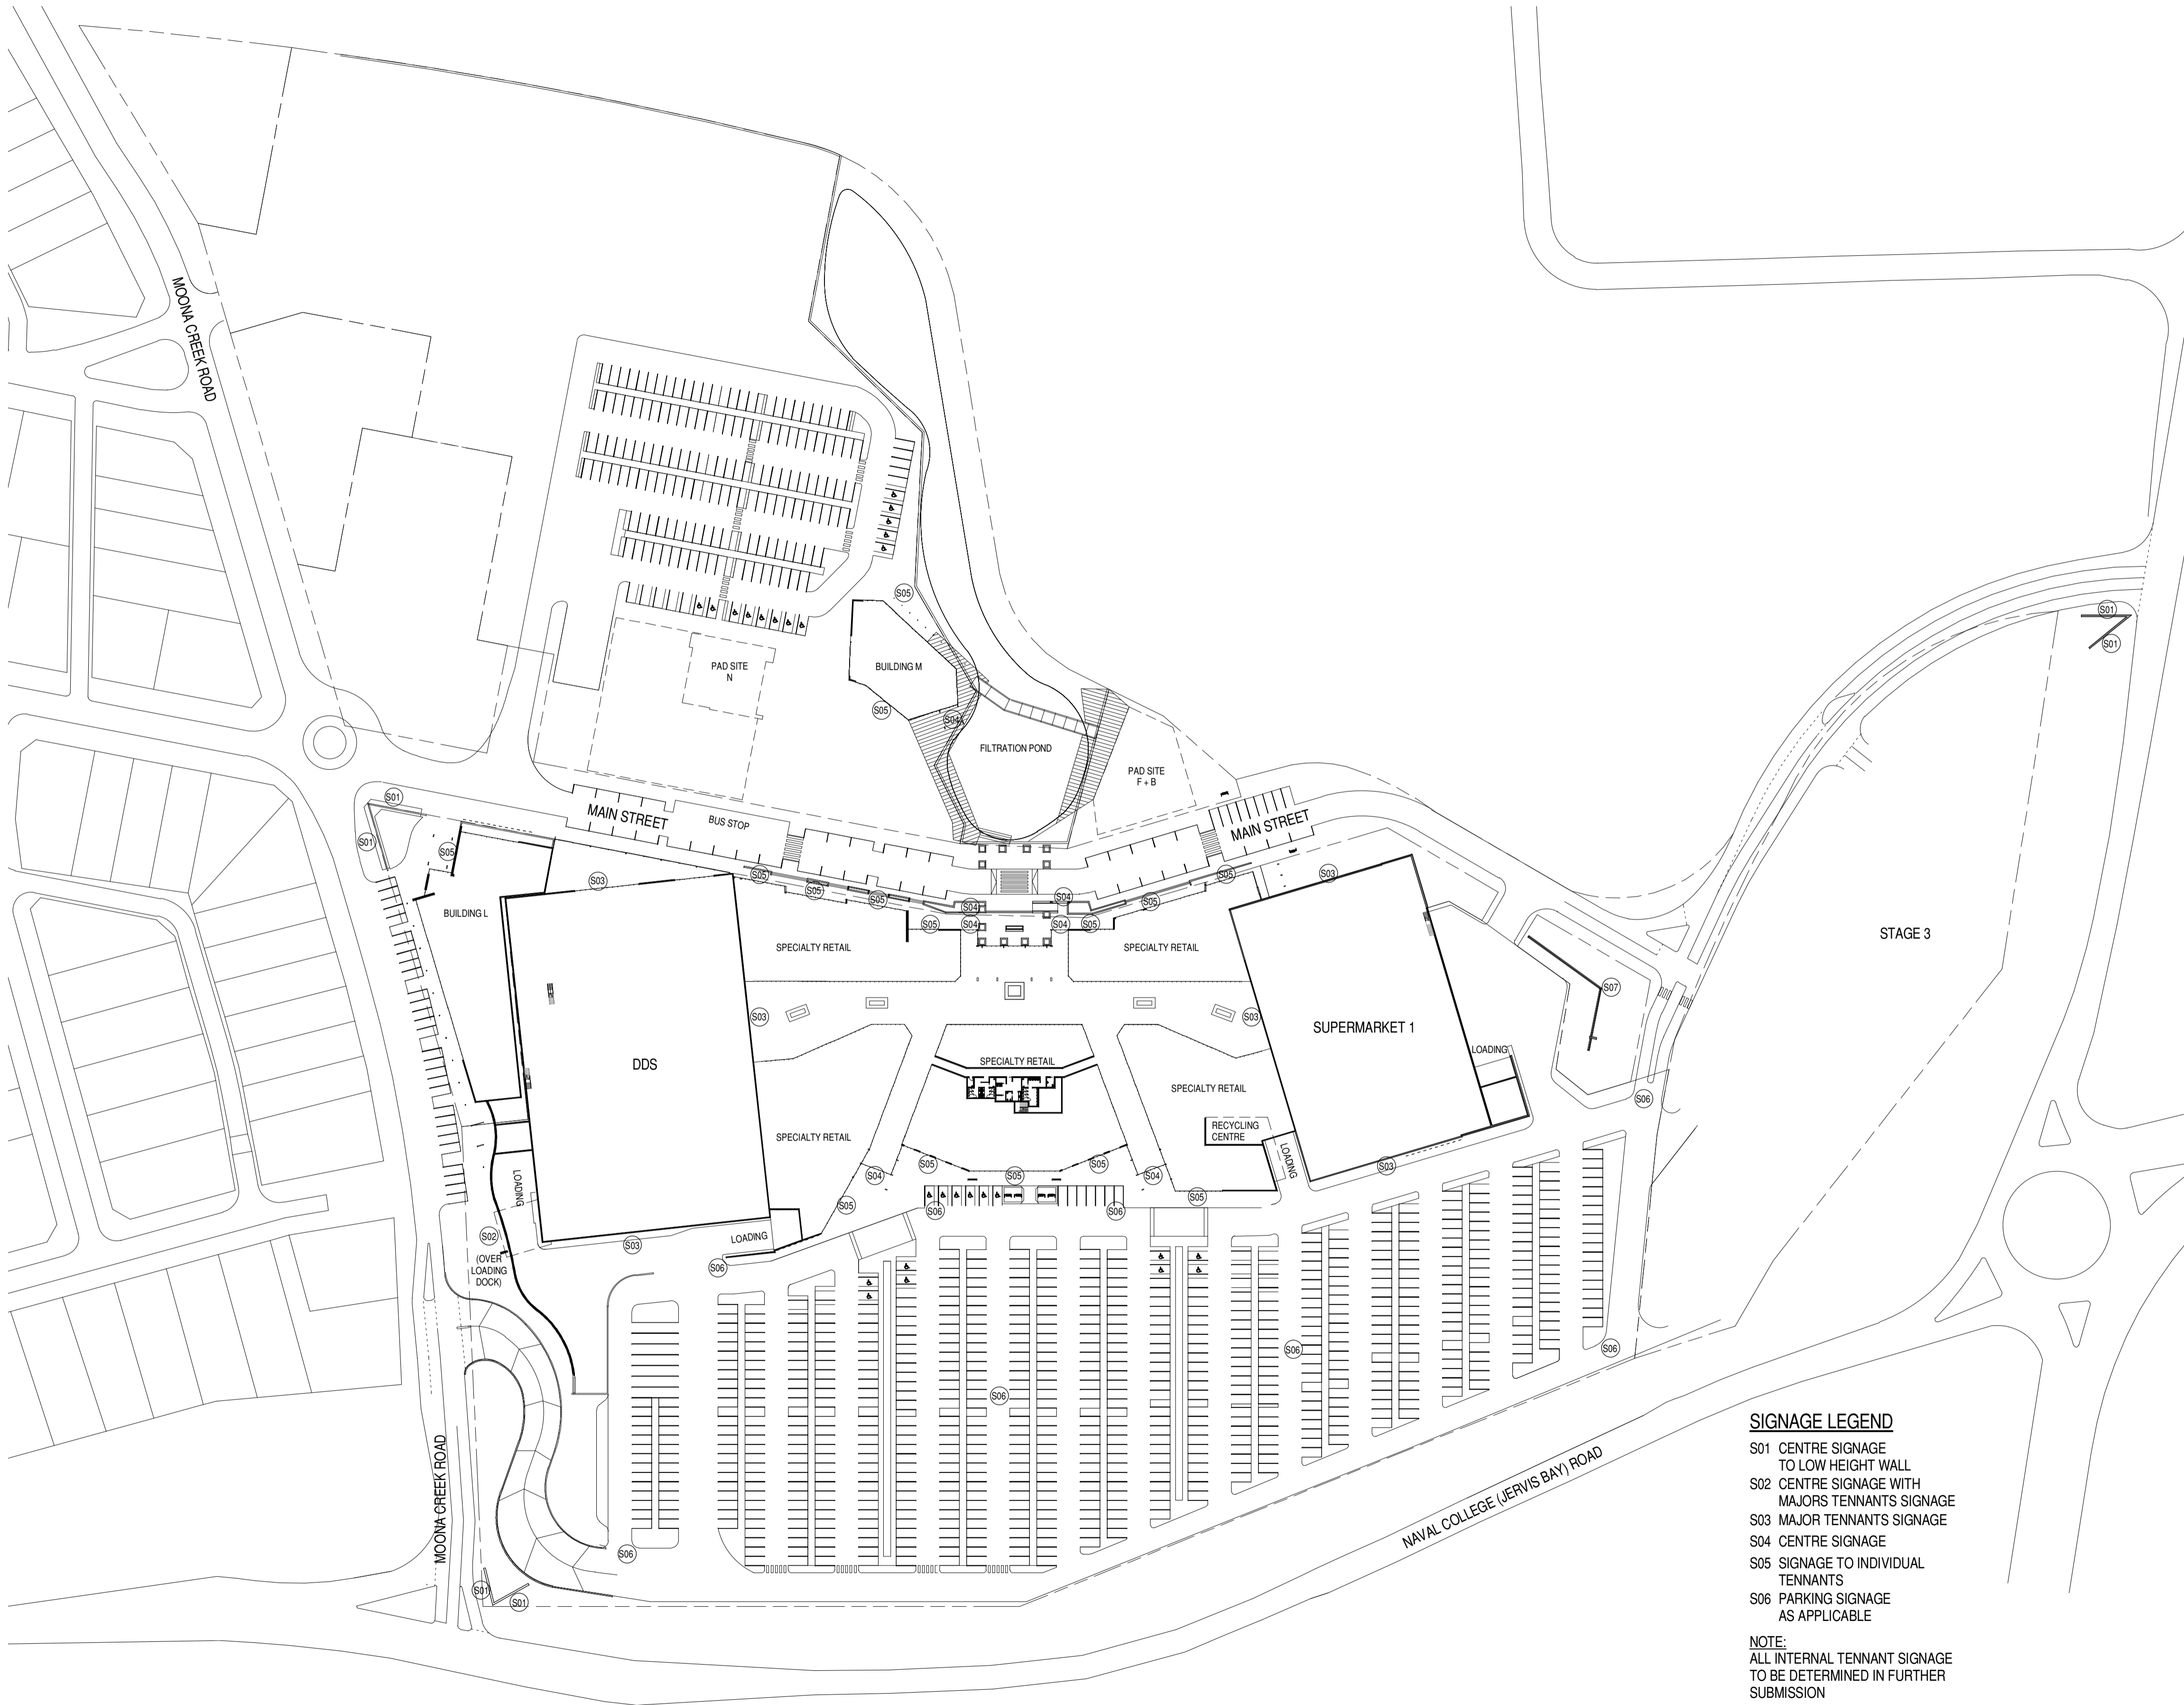 MOONA CREEK ROAD
S01
S01
S05
PAD SITE
N
BUILDING M
S05
S04
FILTRATION POND
PAD SITE
F + B
S01
S01
MAIN STREET
BUS STOP
MAIN STREET
S05
S03
S05
S05
S05
S04
S04
S05
S05
S03
BUILDING L
S05
S04
S04
S05
SPECIALTY RETAIL
SPECIALTY RETAIL
STAGE 3
S07
S03
S03
SUPERMARKET 1
LOADING
DDS
SPECIALTY RETAIL
SPECIALTY RETAIL
S06
SPECIALTY RETAIL
RECYCLING
CENTRE
LOADING
S05
S05
S05
S04
S04
S03
LOADING
S05
S05
S06
S06
S02
(OVER
LOADING
DOCK)
S03
LOADING
S06
S06
S06
S06
MOONA CREEK ROAD
NAVAL COLLEGE (JERVIS BAY) ROAD
S06
S01
S01
SIGNAGE LEGEND
S01 CENTRE SIGNAGE
TO LOW HEIGHT WALL
S02 CENTRE SIGNAGE WITH
MAJORS TENNANTS SIGNAGE
S03 MAJOR TENNANTS SIGNAGE
S04 CENTRE SIGNAGE
S05 SIGNAGE TO INDIVIDUAL
TENNANTS
S06 PARKING SIGNAGE
AS APPLICABLE
NOTE:
ALL INTERNAL TENNANT SIGNAGE
TO BE DETERMINED IN FURTHER
SUBMISSION